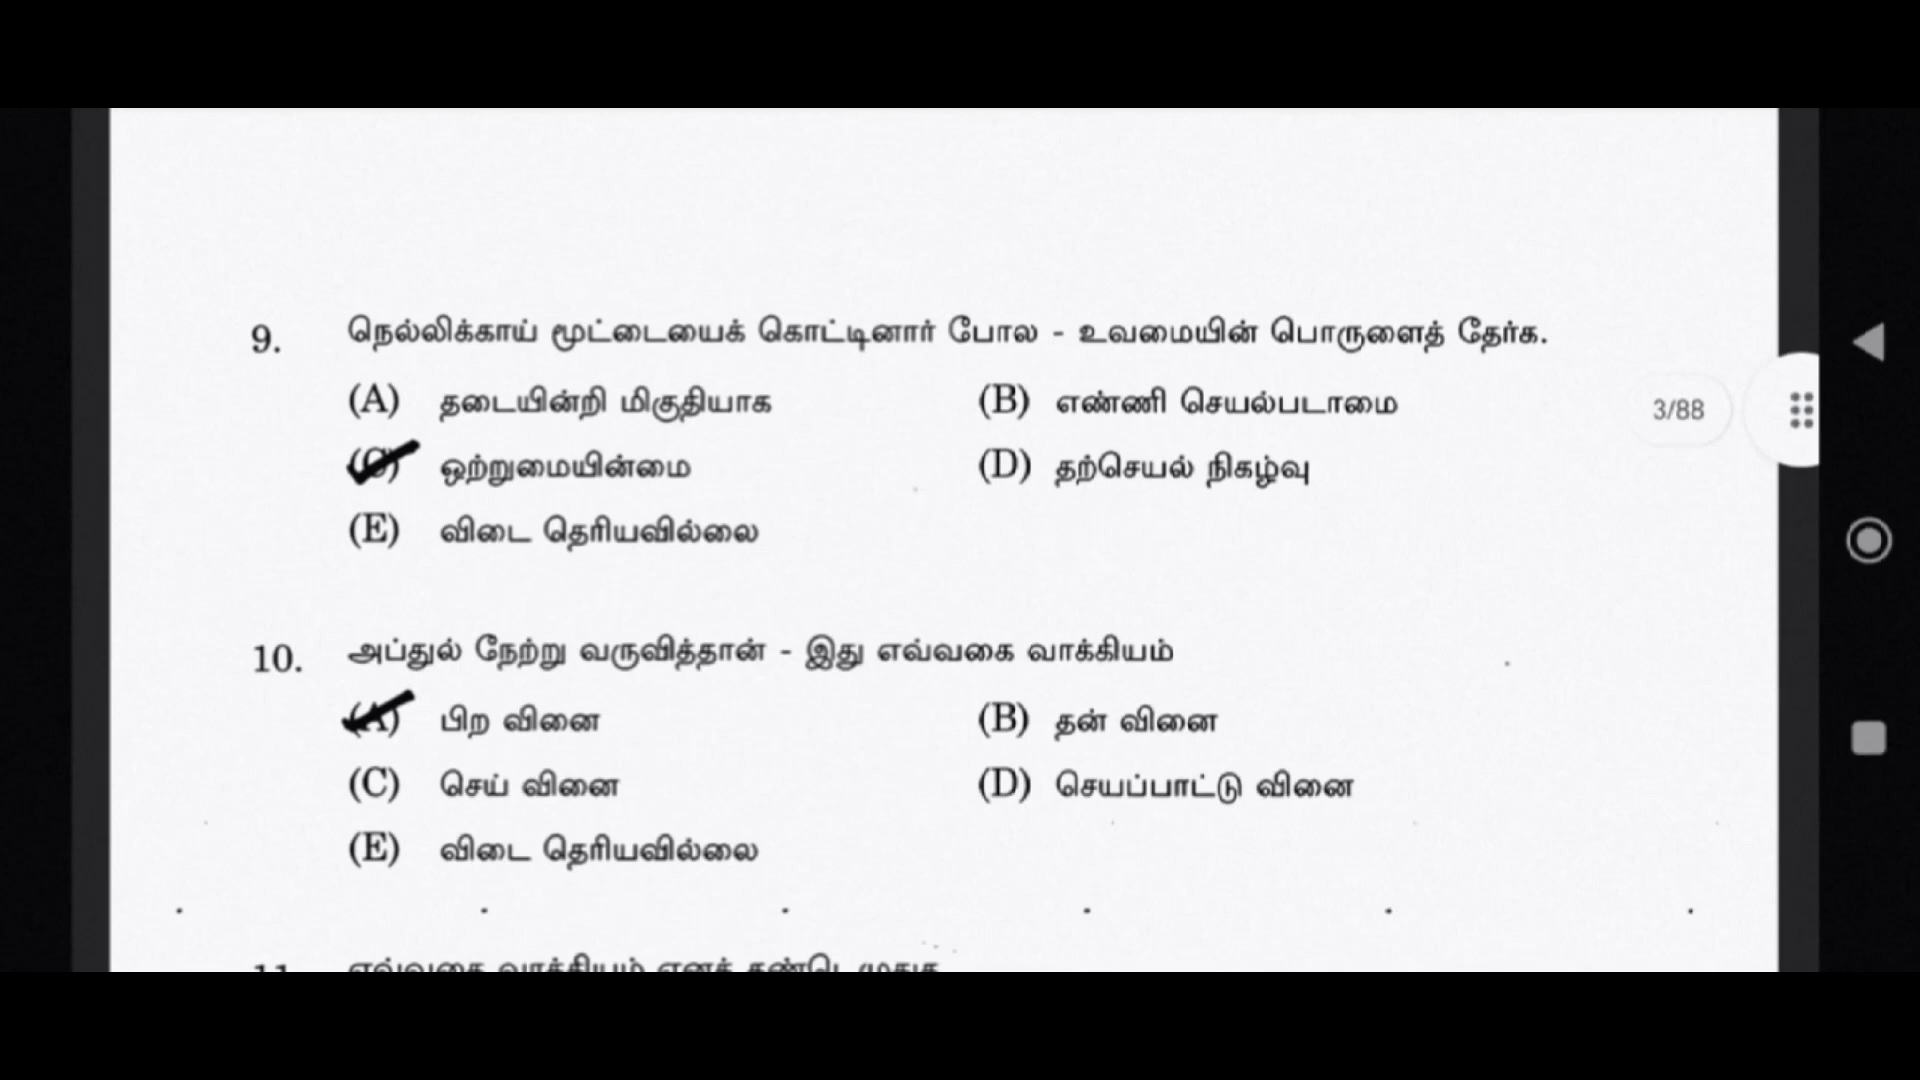 9. நெல்லிக்காய் மூட்டையைக் கொட்டினார் போல - உவமையின் பொருளைத் தேர்க.
(A) தடையின்றி மிகுதியாக (B) எண்ணி செயல்படாமை
3/88
(C) ஒற்றுமையின்மை (D) தற்செயல் நிகழ்வு
(E) விடை தெரியவில்லை
10. அப்துல் நேற்று வருவித்தான் - இது எவ்வகை வாக்கியம்
(A) பிற வினை (B) தன் வினை
(C) செய் வினை (D) செயப்பாட்டு வினை
(E) விடை தெரியவில்லை